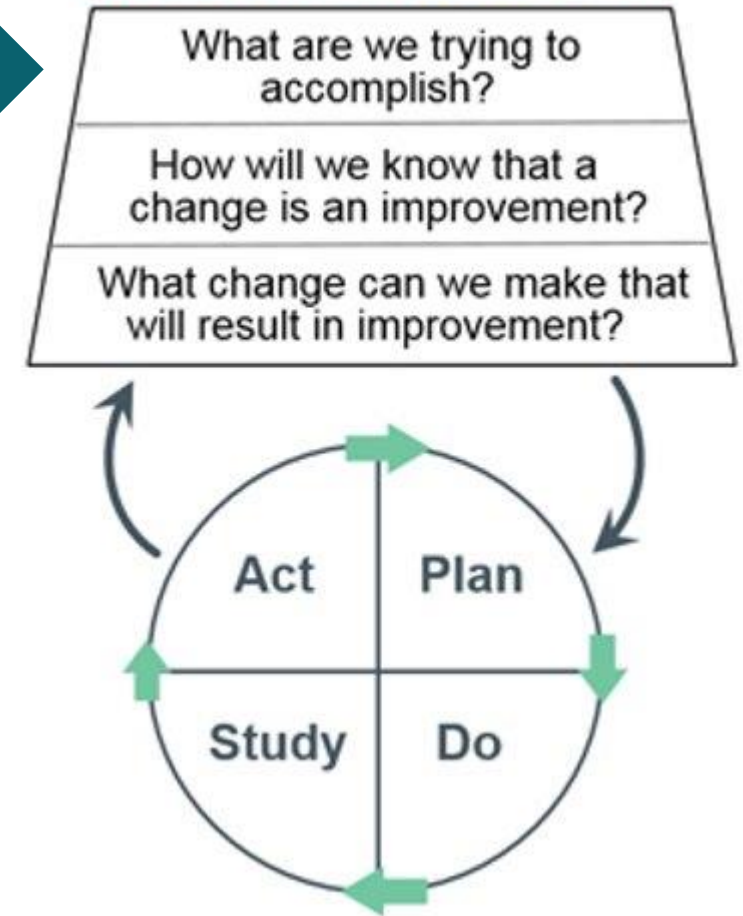 What are we trying to
accomplish?
How will we know that a
change is an improvement?
What change can we make that
will result in improvement?
Act
Plan
Study
Do